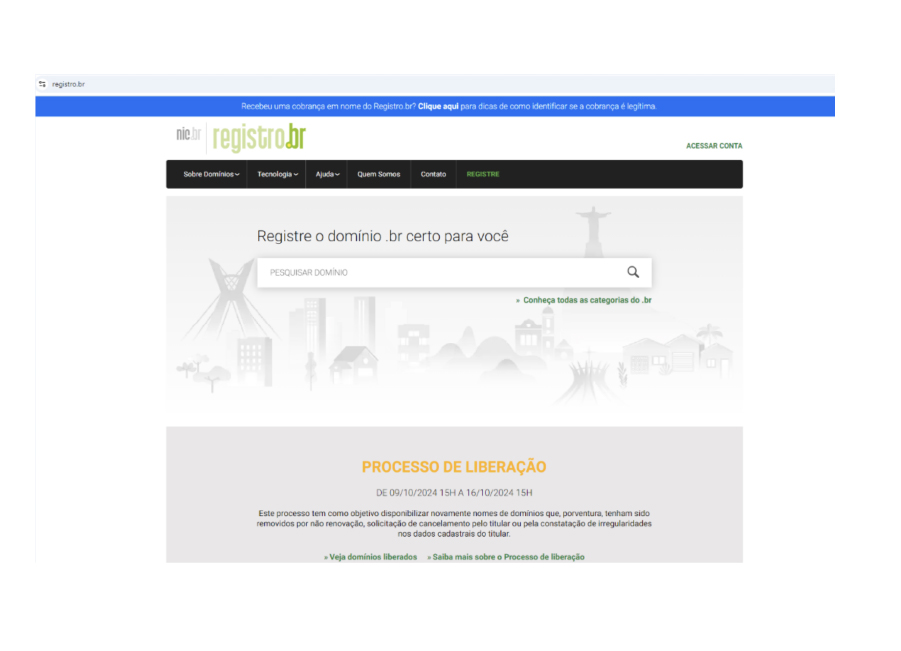 registro.br
Recebeu uma cobrança em nome do Registro.br? Clique aqui para dicas de como identificar se a cobrança é legítima.
nic.br registro.br
ACESSAR CONTA
Sobre Domínios Tecnologia Ajuda Quem Somos Contato REGISTRE
Registre o domínio .br certo para você
PESQUISAR DOMÍNIO
» Conheça todas as categorias do .br
PROCESSO DE LIBERAÇÃO
DE 09/10/2024 15H A 16/10/2024 15H
Este processo tem como objetivo disponibilizar novamente nomes de domínios que, porventura, tenham sido
removidos por não renovação, solicitação de cancelamento pelo titular ou pela constatação de irregularidades
nos dados cadastrais do titular.
» Veja domínios liberados » Saiba mais sobre o Processo de liberação